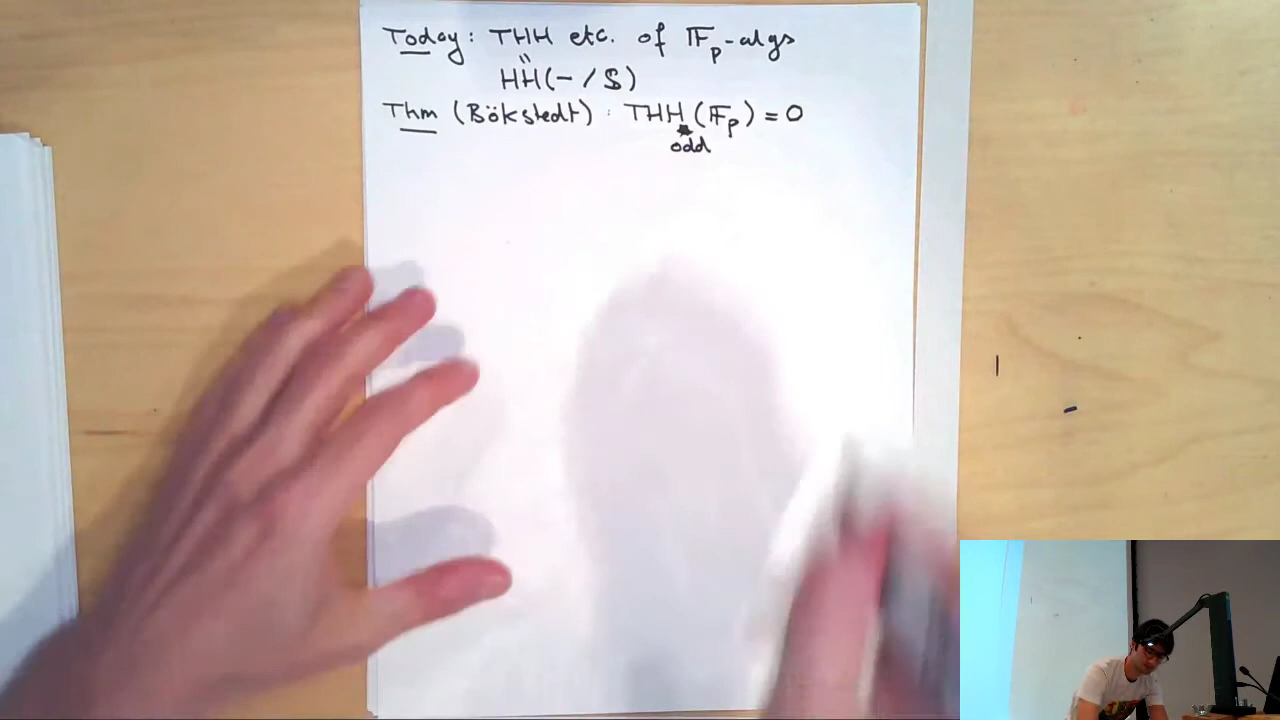 Today: THH etc. of 𝔽_p-algs
=
HH(-/𝕊)
Thm (Bökstedt): THH_odd(𝔽_p) = 0